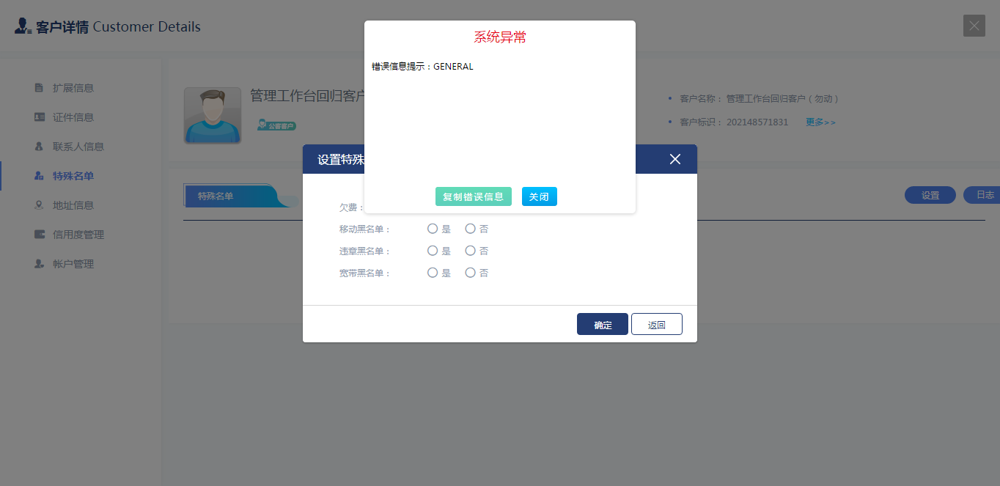 客户详情 Customer Details
系统异常
错误信息提示：GENERAL
复制错误信息
关闭
扩展信息
证件信息
联系人信息
特殊名单
地址信息
信用度管理
帐户管理
管理工作台回归客户
公客客户
客户名称： 管理工作台回归客户（勿动）
客户标识： 202148571831 更多>>
特殊名单
设置
日志
设置特殊
欠费：
移动黑名单： 是 否
违章黑名单： 是 否
宽带黑名单： 是 否
确定
返回